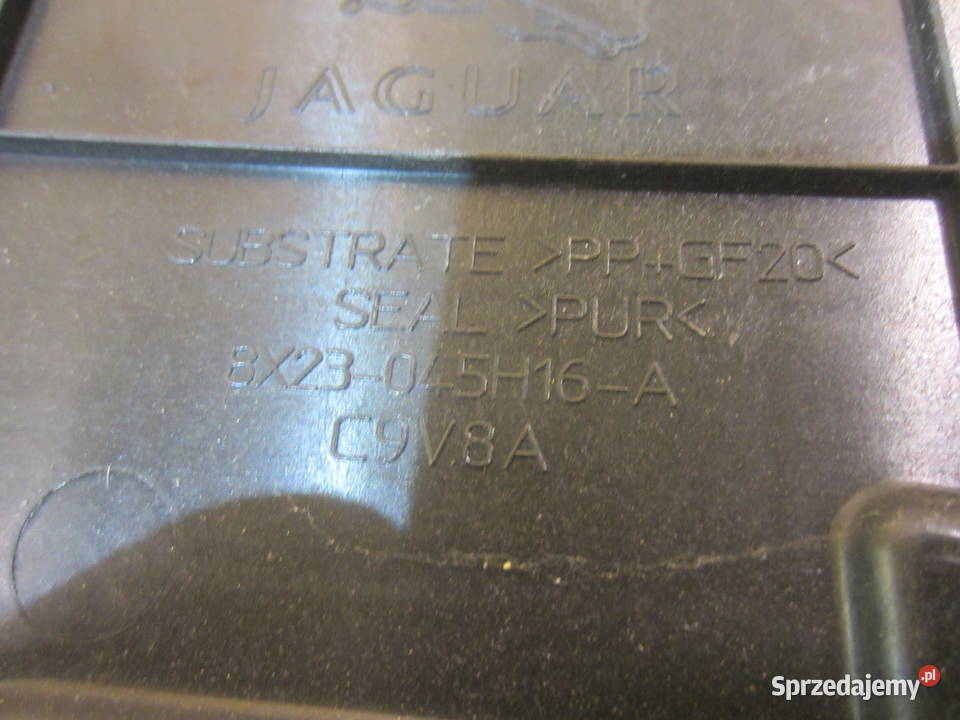 JAGUAR
SUBSTRATE >PP+GF20<
SEAL >PUR<
8X23-045H16-A
C9V8A
Sprzedajemy.pl